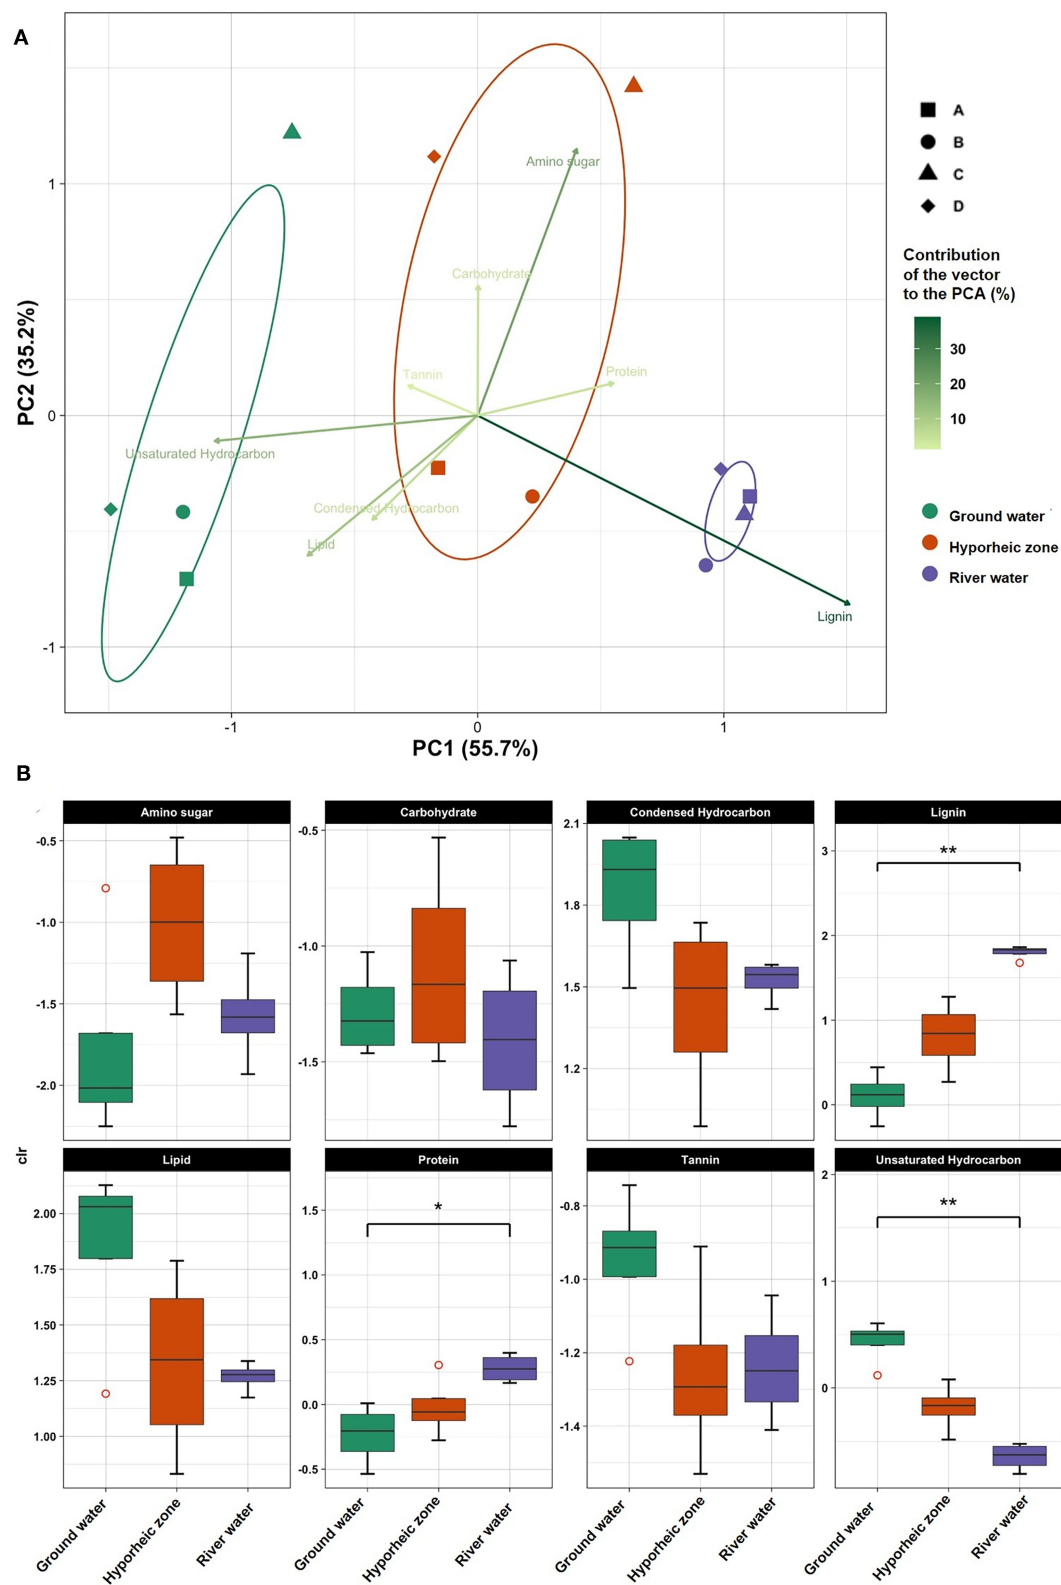 A
PC2 (35.2%)
1
0
-1
Amino sugar
Carbohydrate
Tannin
Protein
Unsaturated Hydrocarbon
Condensed Hydrocarbon
Lipid
Lignin
-1
0
1
PC1 (55.7%)
A
B
C
D
Contribution
of the vector
to the PCA (%)
30
20
10
Ground water
Hyporheic zone
River water
B
clr
Amino sugar
-0.5
-1.0
-1.5
-2.0
Carbohydrate
-0.5
-1.0
-1.5
Condensed Hydrocarbon
2.1
1.8
1.5
1.2
Lignin
3
2
1
0
**
Lipid
2.00
1.75
1.50
1.25
1.00
Protein
1.5
1.0
0.5
0.0
-0.5
*
Tannin
-0.8
-1.0
-1.2
-1.4
Unsaturated Hydrocarbon
2
1
0
**
Ground water
Hyporheic zone
River water
Ground water
Hyporheic zone
River water
Ground water
Hyporheic zone
River water
Ground water
Hyporheic zone
River water